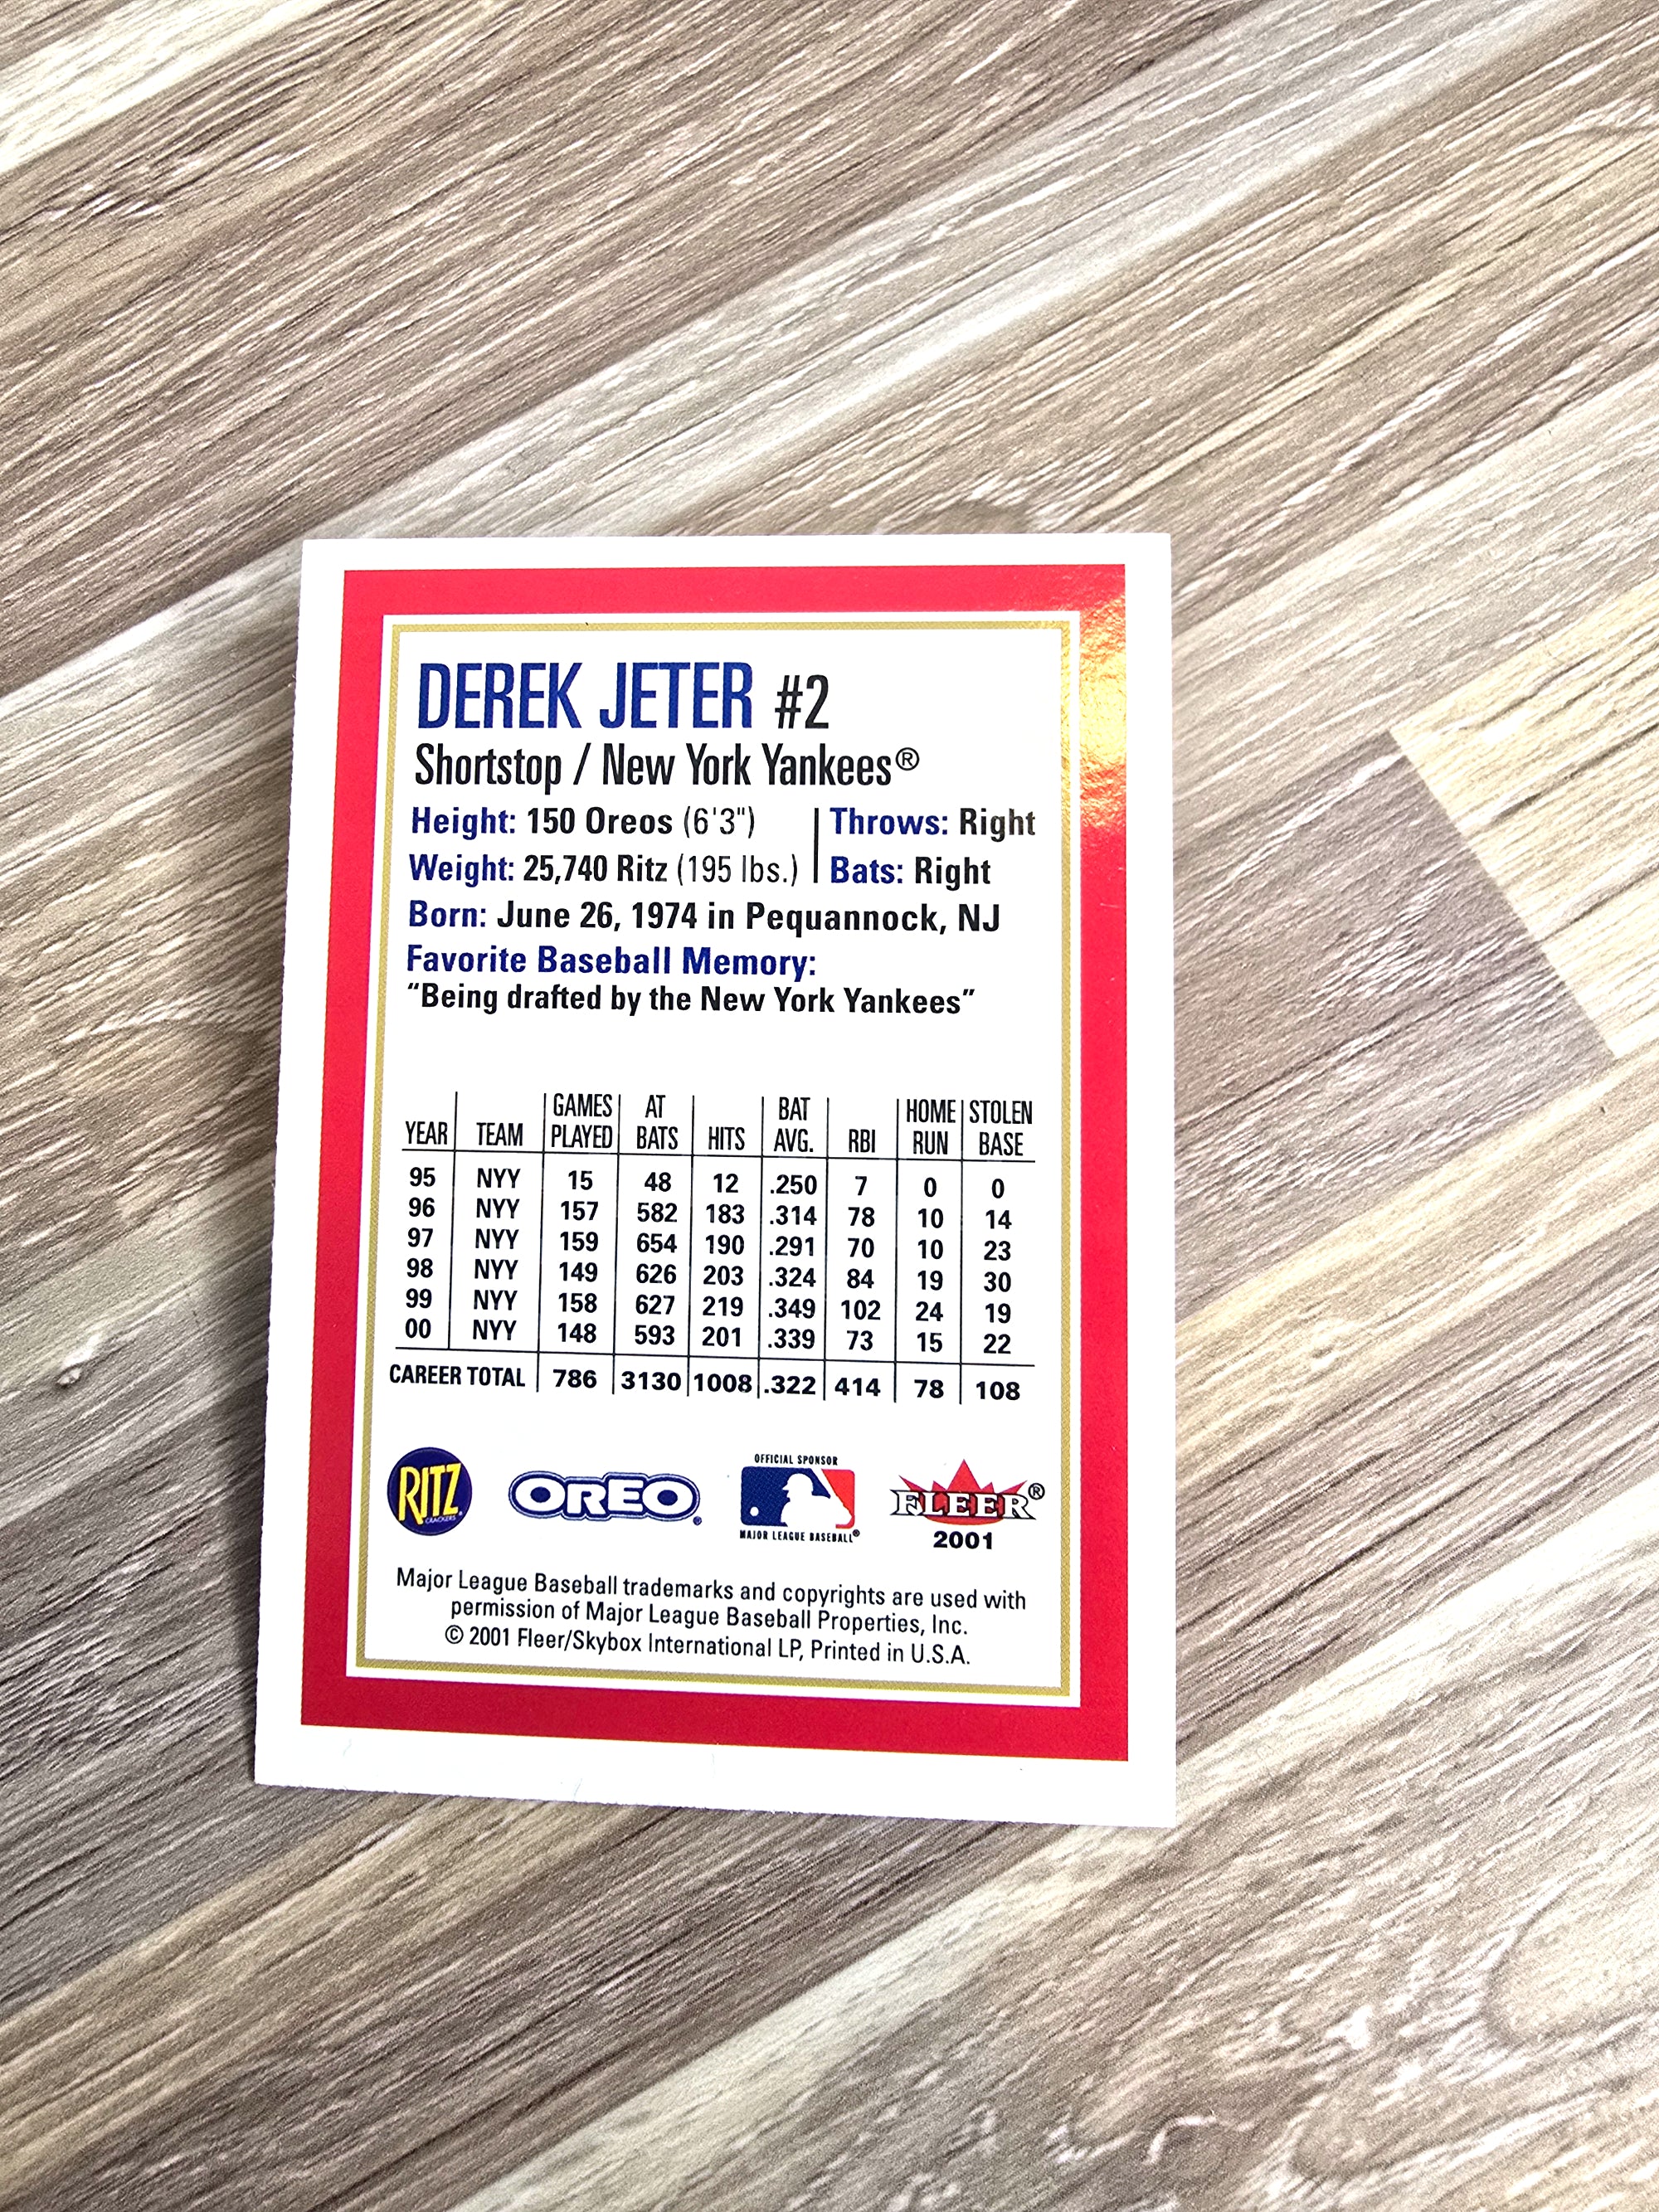 DEREK JETER #2
Shortstop / New York Yankees®
Height: 150 Oreos (6'3") Throws: Right
Weight: 25,740 Ritz (195 lbs.) Bats: Right
Born: June 26, 1974 in Pequannock, NJ
Favorite Baseball Memory:
“Being drafted by the New York Yankees”
YEAR TEAM GAMES PLAYED AT BATS HITS BAT AVG. RBI HOME RUN STOLEN BASE
95 NYY 15 48 12 .250 7 0 0
96 NYY 157 582 183 .314 78 10 14
97 NYY 159 654 190 .291 70 10 23
98 NYY 149 626 203 .324 84 19 30
99 NYY 158 627 219 .349 102 24 19
00 NYY 148 593 201 .339 73 15 22
CAREER TOTAL 786 3130 1008 .322 414 78 108
RITZ
CRACKERS
OREO®
OFFICIAL SPONSOR
MAJOR LEAGUE BASEBALL®
FLEER®
2001
Major League Baseball trademarks and copyrights are used with
permission of Major League Baseball Properties, Inc.
© 2001 Fleer/Skybox International LP, Printed in U.S.A.